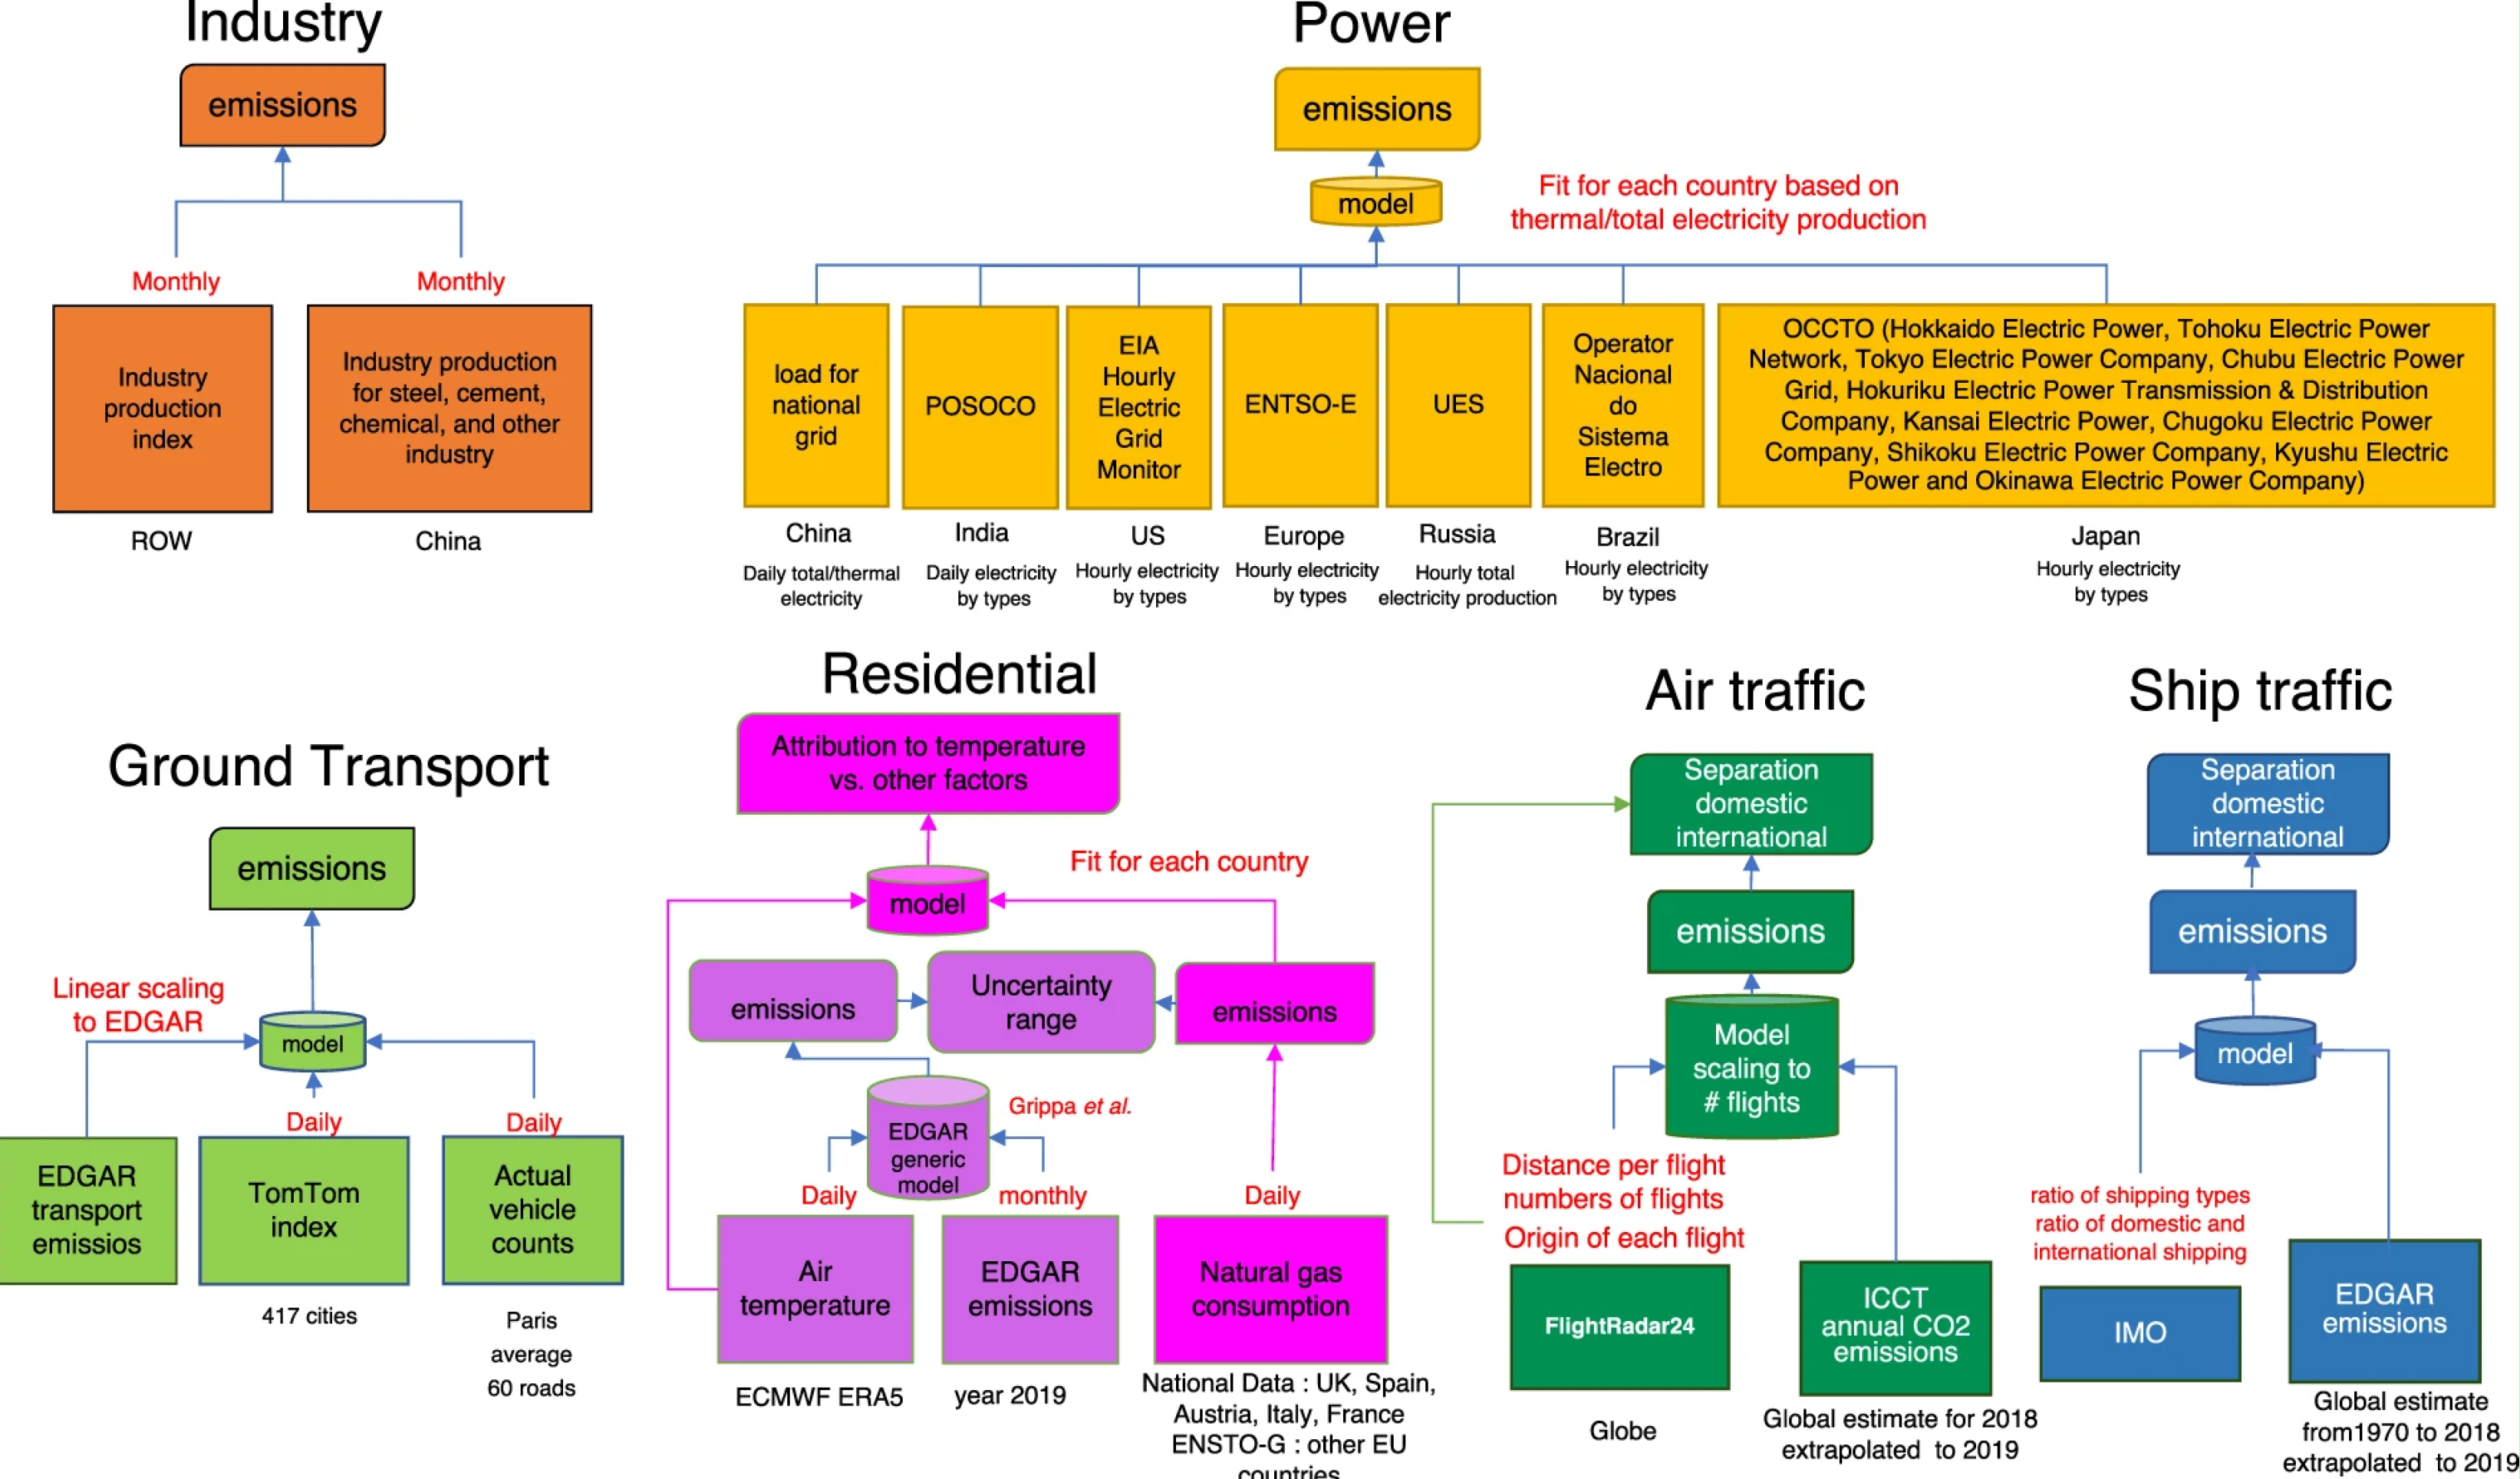 Industry
emissions
Monthly
Monthly
Industry
production
index
Industry production
for steel, cement,
chemical, and other
industry
ROW
China
Power
emissions
model
Fit for each country based on
thermal/total electricity production
load for
national
grid
POSOCO
EIA
Hourly
Electric
Grid
Monitor
ENTSO-E
UES
Operator
Nacional
do
Sistema
Electro
OCCTO (Hokkaido Electric Power, Tohoku Electric Power
Network, Tokyo Electric Power Company, Chubu Electric Power
Grid, Hokuriku Electric Power Transmission & Distribution
Company, Kansai Electric Power, Chugoku Electric Power
Company, Shikoku Electric Power Company, Kyushu Electric
Power and Okinawa Electric Power Company)
China
Daily total/thermal
electricity
India
Daily electricity
by types
US
Hourly electricity
by types
Europe
Hourly electricity
by types
Russia
Hourly total
electricity production
Brazil
Hourly electricity
by types
Japan
Hourly electricity
by types
Ground Transport
emissions
Linear scaling
to EDGAR
model
Daily
Daily
EDGAR
transport
emissios
TomTom
index
Actual
vehicle
counts
417 cities
Paris
average
60 roads
Residential
Attribution to temperature
vs. other factors
Fit for each country
model
emissions
Uncertainty
range
emissions
Grippa et al.
EDGAR
generic
model
Daily
monthly
Daily
Air
temperature
EDGAR
emissions
Natural gas
consumption
ECMWF ERA5
year 2019
National Data : UK, Spain,
Austria, Italy, France
ENSTO-G : other EU
countries
Air traffic
Separation
domestic
international
emissions
Model
scaling to
# flights
Distance per flight
numbers of flights
Origin of each flight
FlightRadar24
ICCT
annual CO2
emissions
Globe
Global estimate for 2018
extrapolated to 2019
Ship traffic
Separation
domestic
international
emissions
model
ratio of shipping types
ratio of domestic and
international shipping
IMO
EDGAR
emissions
Global estimate
from1970 to 2018
extrapolated to 2019